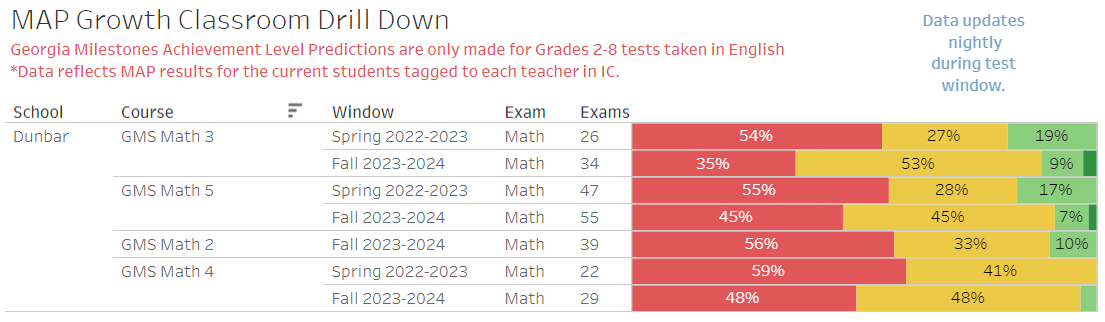 MAP Growth Classroom Drill Down
Georgia Milestones Achievement Level Predictions are only made for Grades 2-8 tests taken in English
*Data reflects MAP results for the current students tagged to each teacher in IC.
Data updates
nightly
during test
window.
School Course Window Exam Exams
Dunbar GMS Math 3 Spring 2022-2023 Math 26 54% 27% 19%
Fall 2023-2024 Math 34 35% 53% 9%
GMS Math 5 Spring 2022-2023 Math 47 55% 28% 17%
Fall 2023-2024 Math 55 45% 45% 7%
GMS Math 2 Fall 2023-2024 Math 39 56% 33% 10%
GMS Math 4 Spring 2022-2023 Math 22 59% 41%
Fall 2023-2024 Math 29 48% 48%